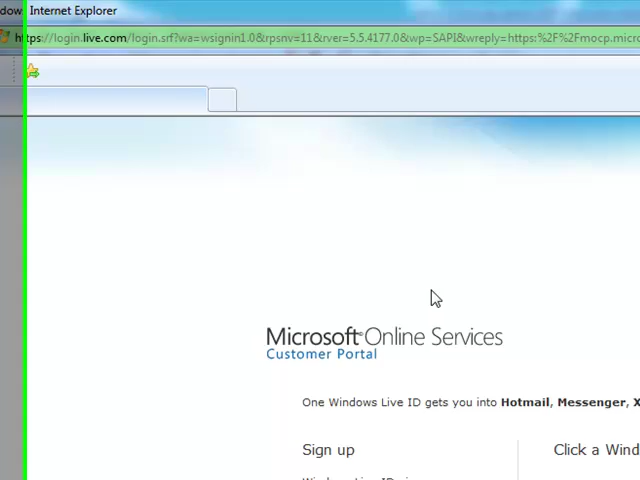 Internet Explorer
https://login.live.com/login.srf?wa=wsignin1.0&rpsnv=11&rver=5.5.4177.0&wp=SAPI&wreply=https:%2F%2Fmocp.micro
Microsoft Online Services
Customer Portal
One Windows Live ID gets you into Hotmail, Messenger, X
Sign up
Click a Wind